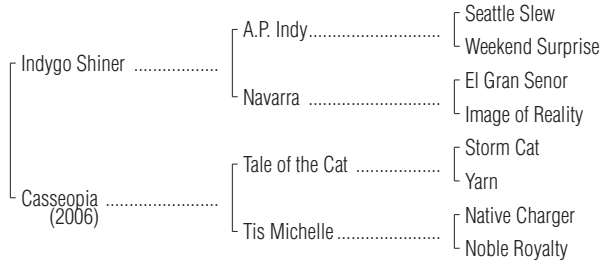 Seattle Slew
A.P. Indy...........................
Weekend Surprise
Indygo Shiner ..................
El Gran Senor
Navarra ...........................
Image of Reality
Storm Cat
Tale of the Cat .................
Yarn
Casseopia ........................
(2006)
Native Charger
Tis Michelle.....................
Noble Royalty